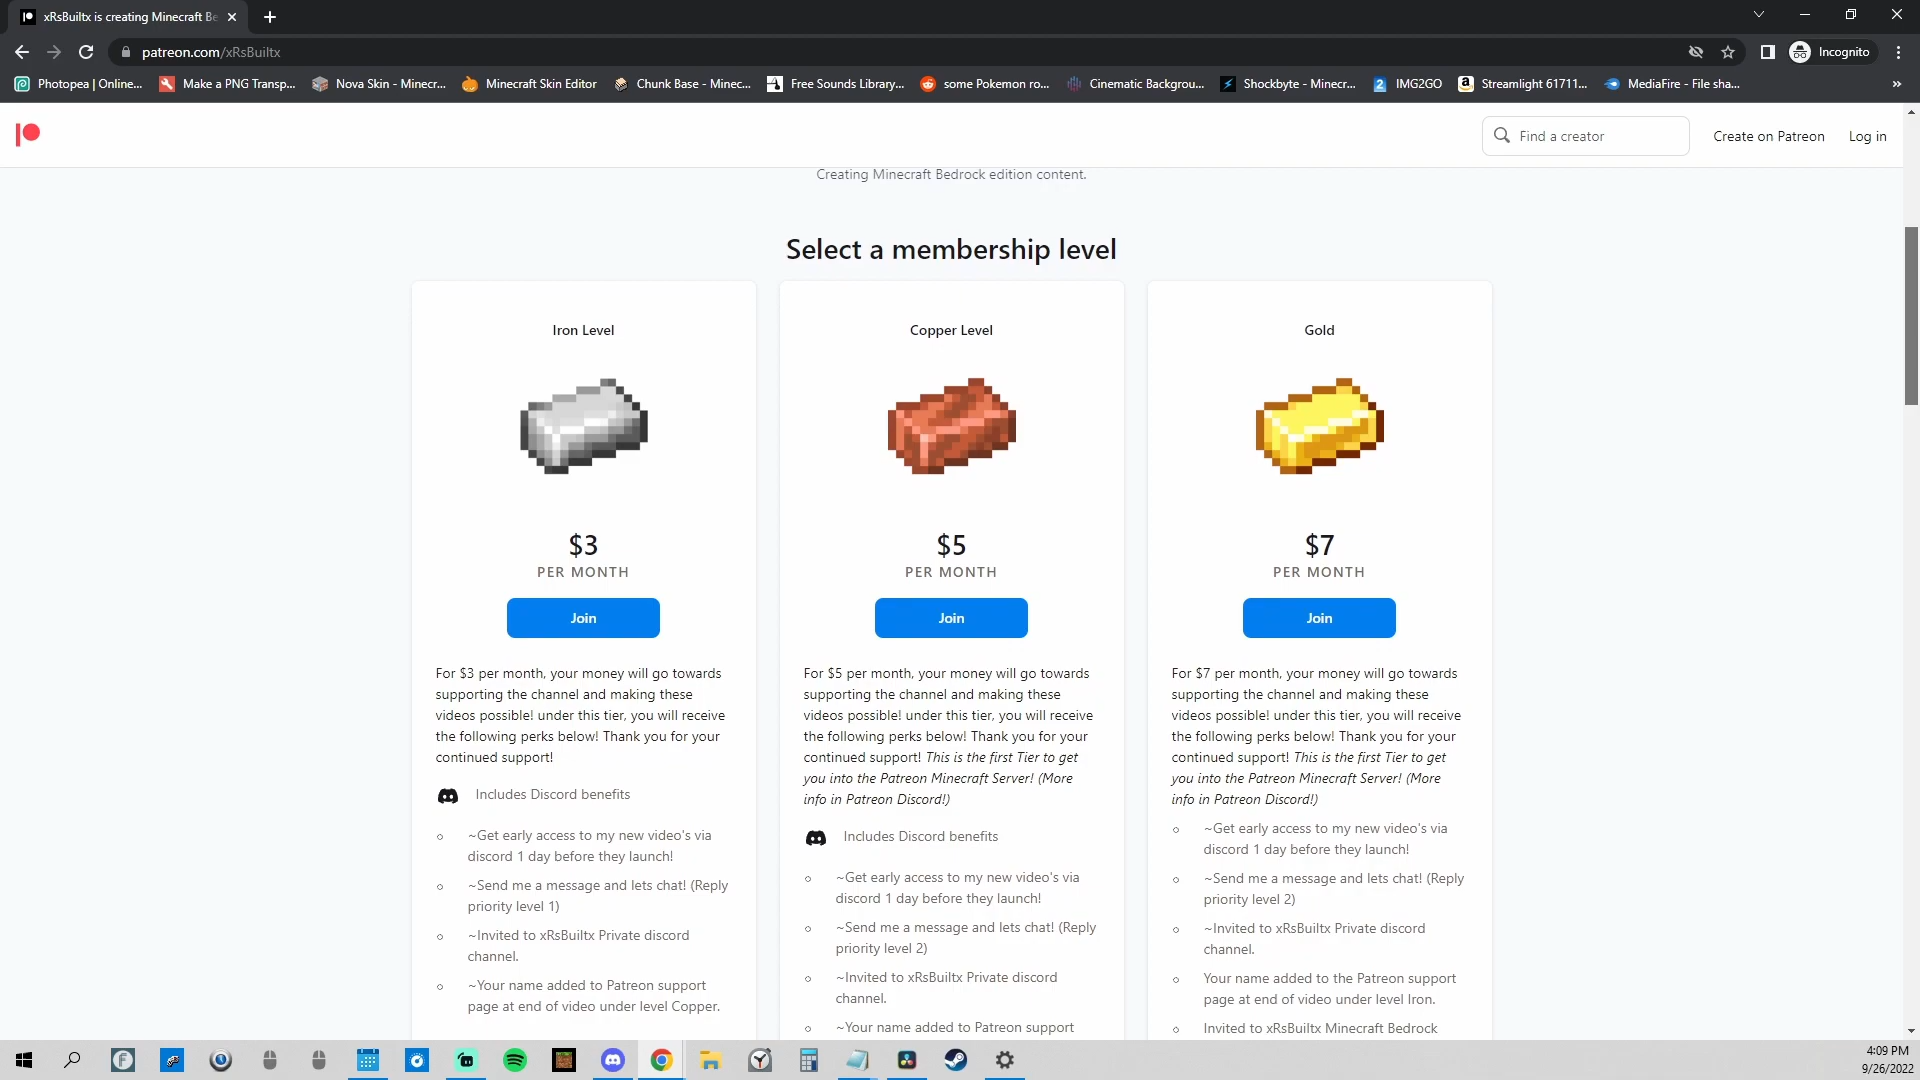 xRsBuiltx is creating Minecraft Be
patreon.com/xRsBuiltx
Incognito
Photopea | Online...
Make a PNG Transp...
Nova Skin - Minecr...
Minecraft Skin Editor
Chunk Base - Minec...
Free Sounds Library...
some Pokemon ro...
Cinematic Backgrou...
Shockbyte - Minecr...
IMG2GO
Streamlight 61711...
MediaFire - File sha...
Find a creator
Create on Patreon
Log in
Creating Minecraft Bedrock edition content.
Select a membership level
Iron Level
$3
PER MONTH
Join
For $3 per month, your money will go towards
supporting the channel and making these
videos possible! under this tier, you will receive
the following perks below! Thank you for your
continued support!
Includes Discord benefits
~Get early access to my new video's via
discord 1 day before they launch!
~Send me a message and lets chat! (Reply
priority level 1)
~Invited to xRsBuiltx Private discord
channel.
~Your name added to Patreon support
page at end of video under level Copper.
Copper Level
$5
PER MONTH
Join
For $5 per month, your money will go towards
supporting the channel and making these
videos possible! under this tier, you will receive
the following perks below! Thank you for your
continued support! This is the first Tier to get
you into the Patreon Minecraft Server! (More
info in Patreon Discord!)
Includes Discord benefits
~Get early access to my new video's via
discord 1 day before they launch!
~Send me a message and lets chat! (Reply
priority level 2)
~Invited to xRsBuiltx Private discord
channel.
~Your name added to Patreon support
Gold
$7
PER MONTH
Join
For $7 per month, your money will go towards
supporting the channel and making these
videos possible! under this tier, you will receive
the following perks below! Thank you for your
continued support! This is the first Tier to get
you into the Patreon Minecraft Server! (More
info in Patreon Discord!)
~Get early access to my new video's via
discord 1 day before they launch!
~Send me a message and lets chat! (Reply
priority level 2)
~Invited to xRsBuiltx Private discord
channel.
Your name added to the Patreon support
page at end of video under level Iron.
Invited to xRsBuiltx Minecraft Bedrock
4:09 PM
9/26/2022